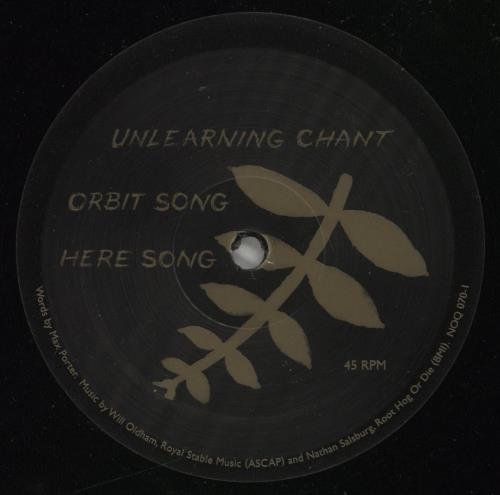 UNLEARNING CHANT
ORBIT SONG
HERE SONG
45 RPM
Words by Max Porter. Music by Will Oldham, Royal Stable Music (ASCAP) and Nathan Salsburg, Root Hog Or Die (BMI). NOQ 070-1